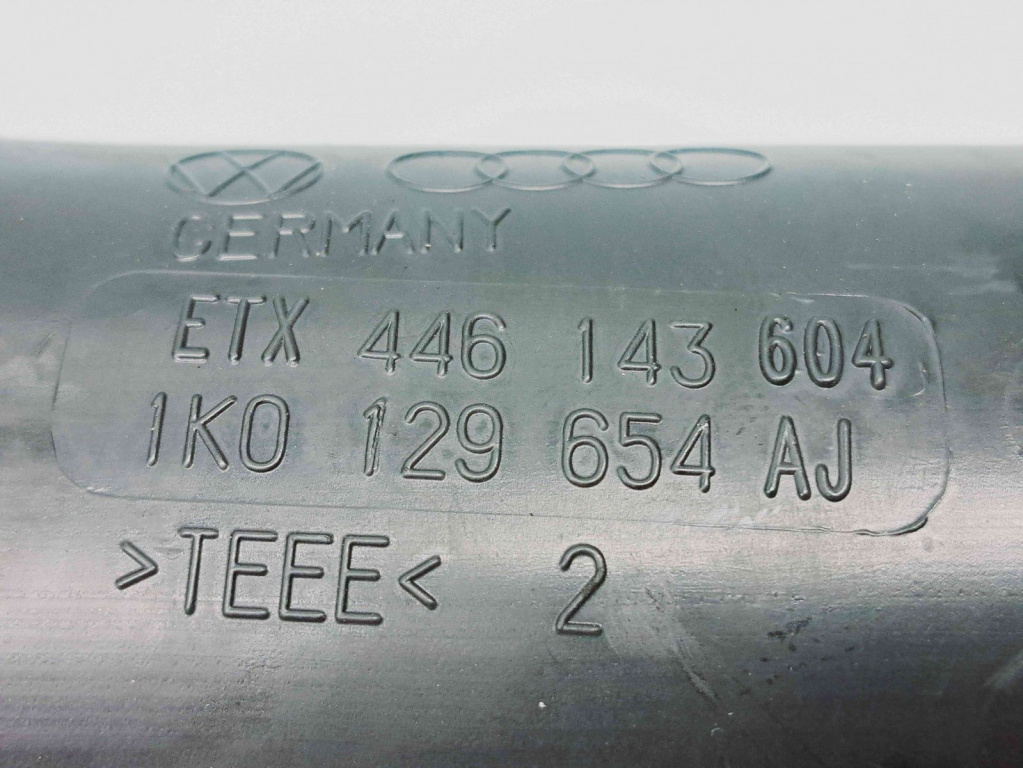 GERMANY
ETX 446 143 604
1K0 129 654 AJ
>TEEE< 2